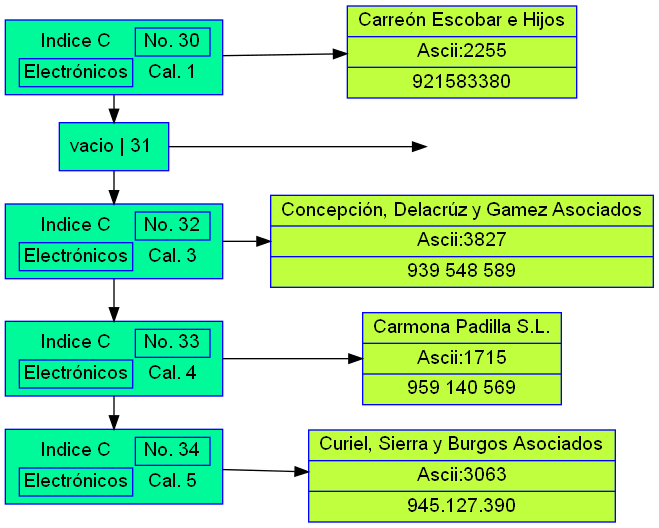 Indice C No. 30
Electrónicos Cal. 1
Carreón Escobar e Hijos
Ascii:2255
921583380
vacio | 31
Indice C No. 32
Electrónicos Cal. 3
Concepción, Delacrúz y Gamez Asociados
Ascii:3827
939 548 589
Indice C No. 33
Electrónicos Cal. 4
Carmona Padilla S.L.
Ascii:1715
959 140 569
Indice C No. 34
Electrónicos Cal. 5
Curiel, Sierra y Burgos Asociados
Ascii:3063
945.127.390